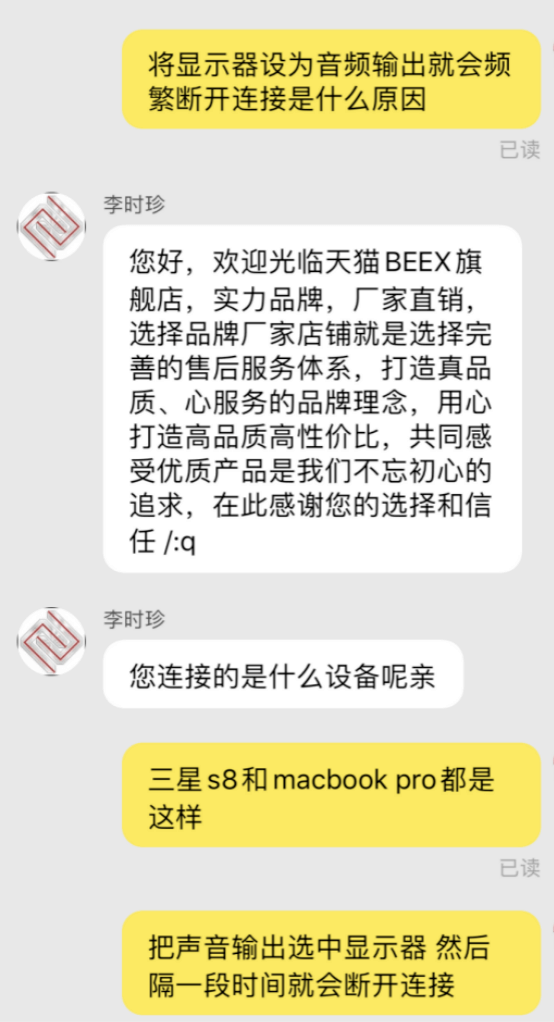 将显示器设为音频输出就会频
繁断开连接是什么原因
已读
李时珍
您好，欢迎光临天猫BEEX旗
舰店，实力品牌，厂家直销，
选择品牌厂家店铺就是选择完
善的售后服务体系，打造真品
质、心服务的品牌理念，用心
打造高品质高性价比，共同感
受优质产品是我们不忘初心的
追求，在此感谢您的选择和信
任 /:q
李时珍
您连接的是什么设备呢亲
三星s8和macbook pro都是
这样
已读
把声音输出选中显示器 然后
隔一段时间就会断开连接